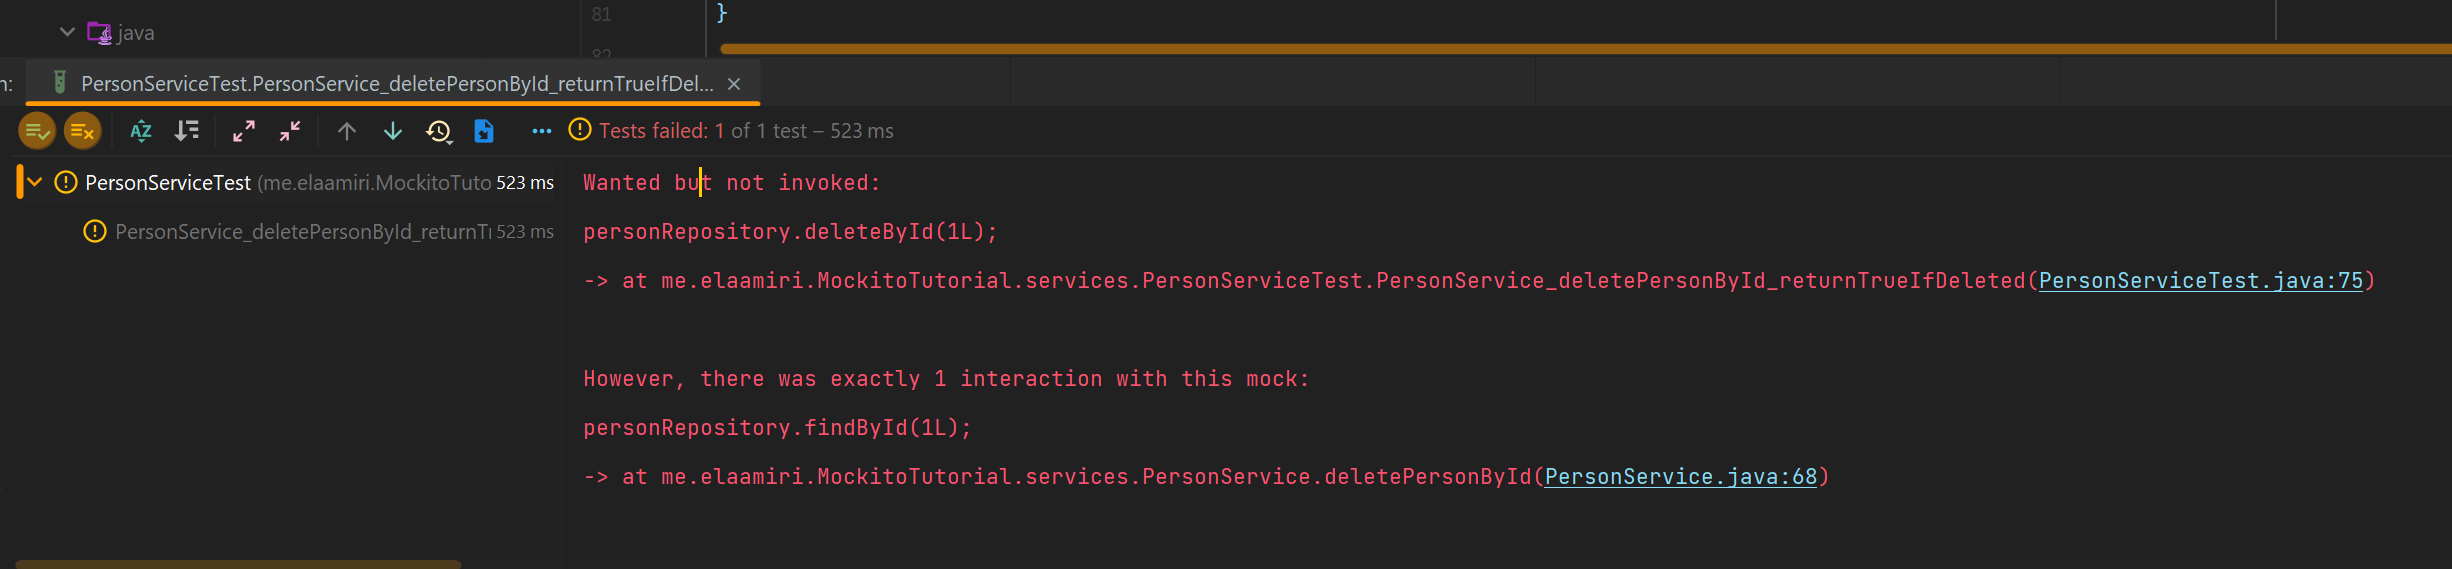 81
}
java
82
n:
PersonServiceTest.PersonService_deletePersonById_returnTrueIfDel...
AZ
Tests failed: 1 of 1 test – 523 ms
PersonServiceTest (me.elaamiri.MockitoTuto 523 ms
PersonService_deletePersonById_returnTr 523 ms
Wanted but not invoked:
personRepository.deleteById(1L);
-> at me.elaamiri.MockitoTutorial.services.PersonServiceTest.PersonService_deletePersonById_returnTrueIfDeleted(PersonServiceTest.java:75)
However, there was exactly 1 interaction with this mock:
personRepository.findById(1L);
-> at me.elaamiri.MockitoTutorial.services.PersonService.deletePersonById(PersonService.java:68)